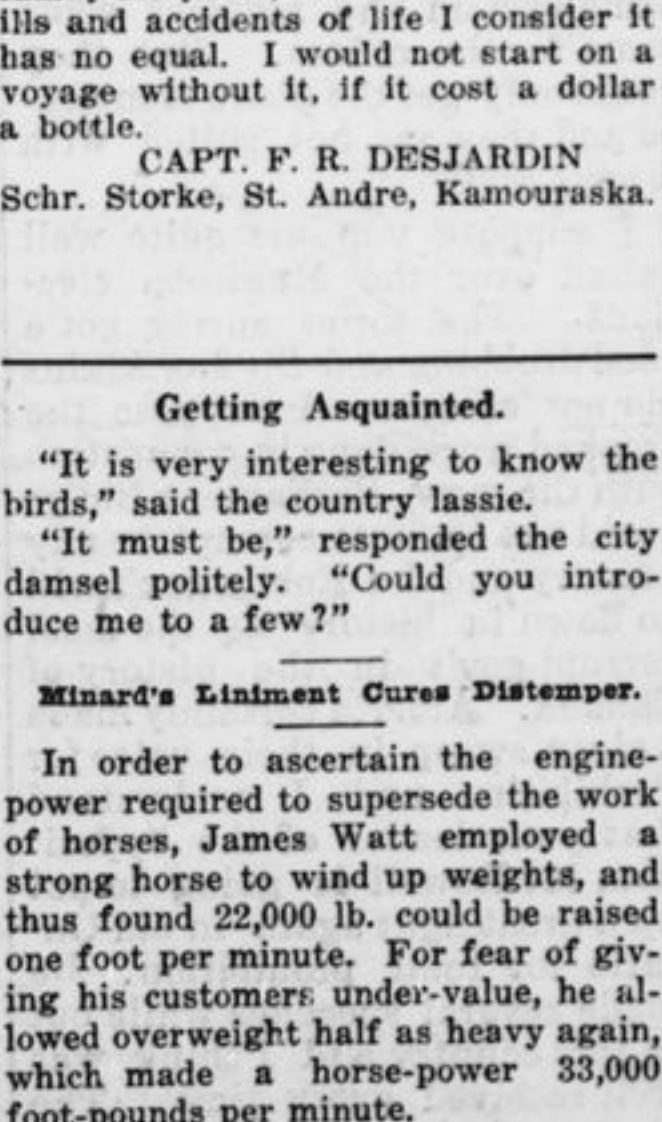 ills and accidents of life I consider it
has no equal. I would not start on a
voyage without it, if it cost a dollar
a bottle.
CAPT. F. R. DESJARDIN
Schr. Storke, St. Andre, Kamouraska.
Getting Asquainted.
“It is very interesting to know the
birds,” said the country lassie.
“It must be,” responded the city
damsel politely. “Could you intro-
duce me to a few?”
Minard's Liniment Cures Distemper.
In order to ascertain the engine-
power required to supersede the work
of horses, James Watt employed a
strong horse to wind up weights, and
thus found 22,000 lb. could be raised
one foot per minute. For fear of giv-
ing his customers under-value, he al-
lowed overweight half as heavy again,
which made a horse-power 33,000
foot-pounds per minute.